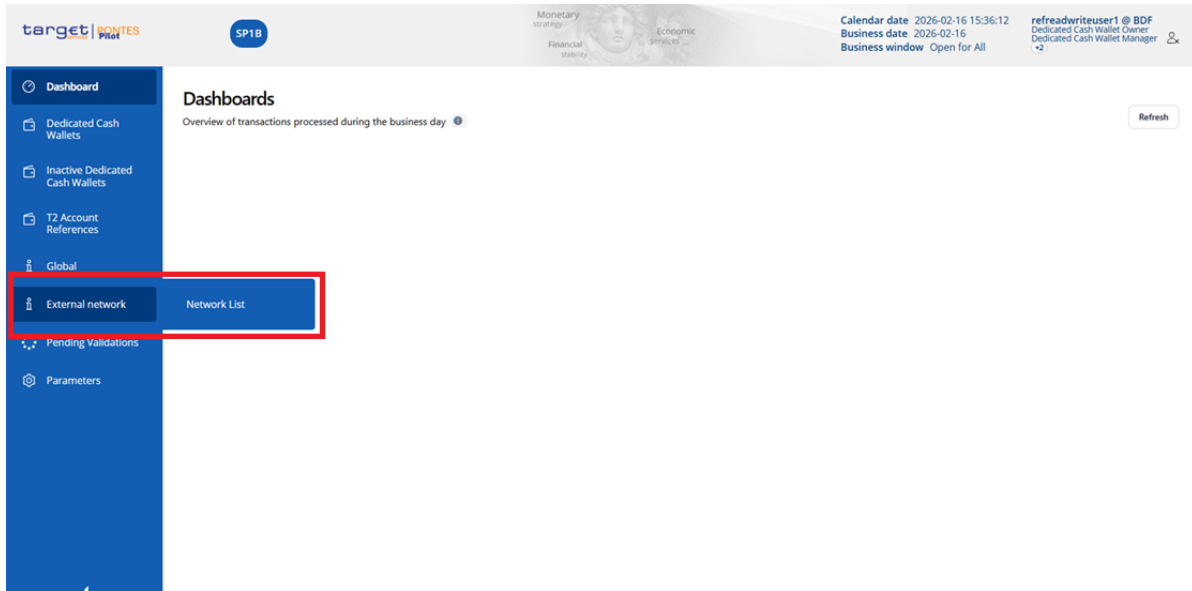 target | PONTES
services Pilot
SP1B
Monetary
strategy
Economic
services
Financial
stability
Calendar date 2026-02-16 15:36:12
Business date 2026-02-16
Business window Open for All
refreadwriteuser1 @ BDF
Dedicated Cash Wallet Owner
Dedicated Cash Wallet Manager
+2
Dashboard
Dedicated Cash
Wallets
Inactive Dedicated
Cash Wallets
T2 Account
References
Global
External network
Network List
Pending Validations
Parameters
Dashboards
Overview of transactions processed during the business day
Refresh